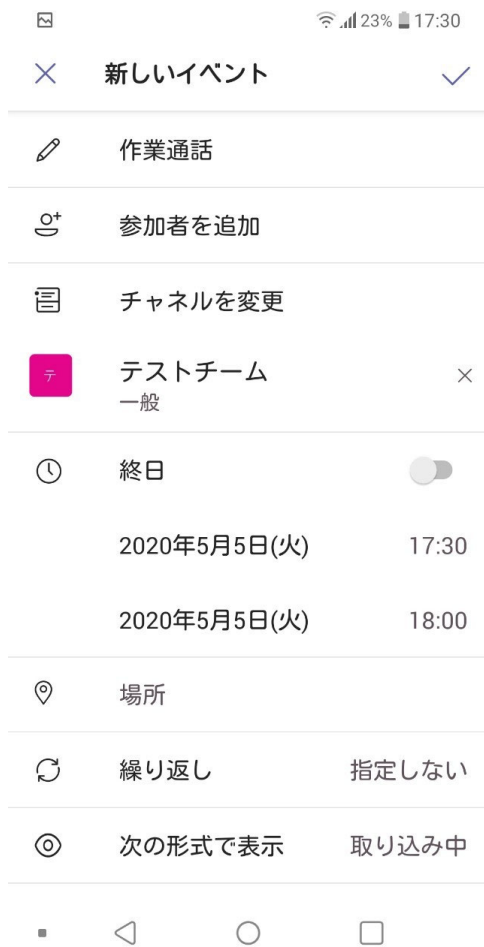 23% 17:30
新しいイベント
作業通話
参加者を追加
チャネルを変更
テ
テストチーム
一般
終日
2020年5月5日(火) 17:30
2020年5月5日(火) 18:00
場所
繰り返し 指定しない
次の形式で表示 取り込み中